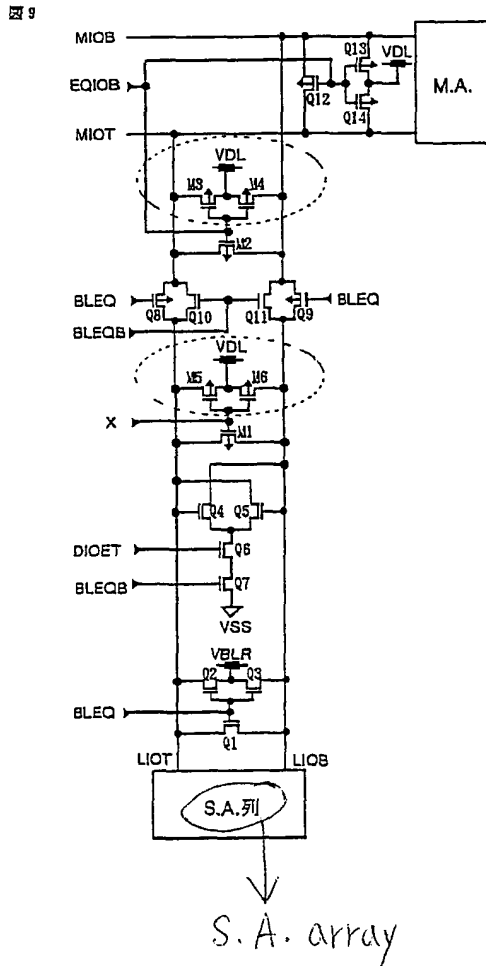 図9
MIOB
Q13
VDL
EQIOB
Q12
M.A.
Q14
MIOT
VDL
M3
M4
M2
BLEQ
Q8
Q10
Q11
Q9
BLEQ
BLEQB
VDL
M5
M6
X
M1
Q4
Q5
DIOET
Q6
BLEQB
Q7
VSS
VBLR
Q2
Q3
BLEQ
Q1
LIOT
LIOB
S.A.列
S.A. array